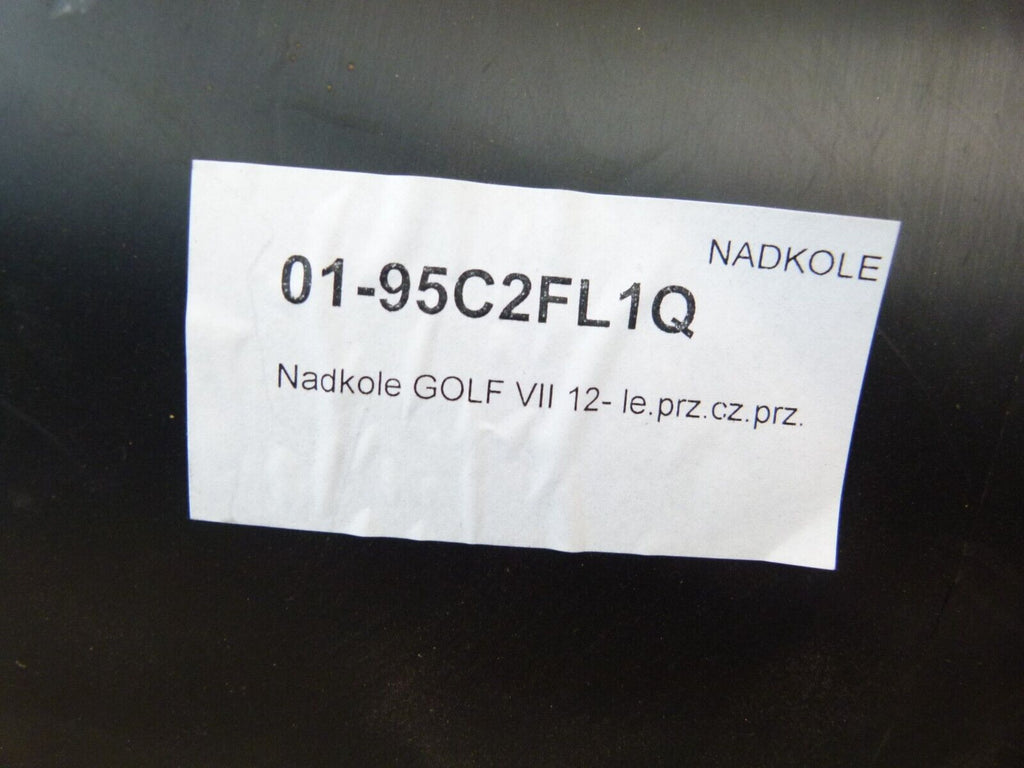 NADKOLE
01-95C2FL1Q
Nadkole GOLF VII 12- le.prz.cz.prz.